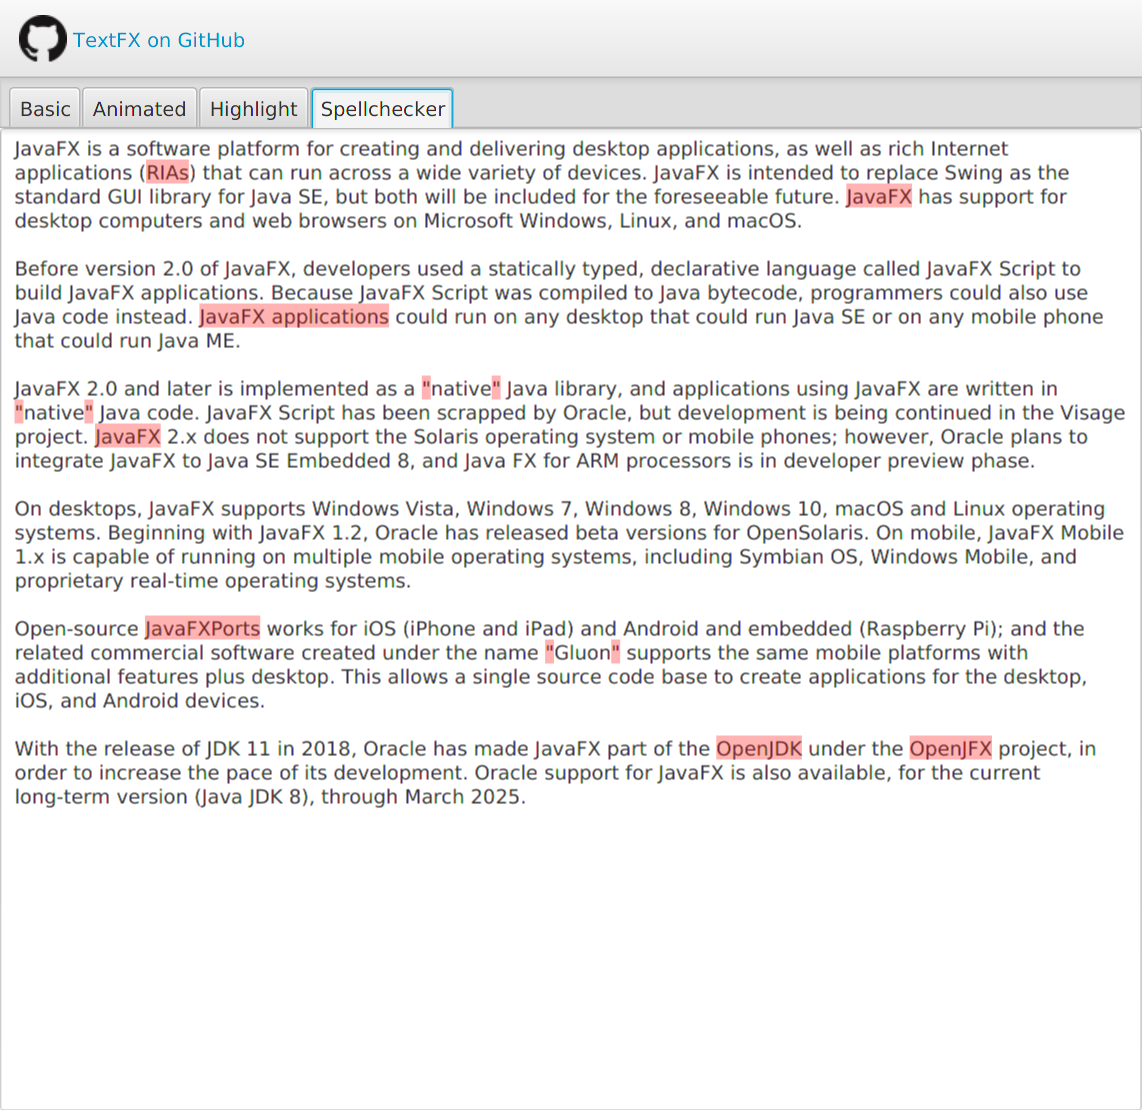 TextFX on GitHub
Basic Animated Highlight Spellchecker
JavaFX is a software platform for creating and delivering desktop applications, as well as rich Internet
applications (RIAs) that can run across a wide variety of devices. JavaFX is intended to replace Swing as the
standard GUI library for Java SE, but both will be included for the foreseeable future. JavaFX has support for
desktop computers and web browsers on Microsoft Windows, Linux, and macOS.
Before version 2.0 of JavaFX, developers used a statically typed, declarative language called JavaFX Script to
build JavaFX applications. Because JavaFX Script was compiled to Java bytecode, programmers could also use
Java code instead. JavaFX applications could run on any desktop that could run Java SE or on any mobile phone
that could run Java ME.
JavaFX 2.0 and later is implemented as a "native" Java library, and applications using JavaFX are written in
"native" Java code. JavaFX Script has been scrapped by Oracle, but development is being continued in the Visage
project. JavaFX 2.x does not support the Solaris operating system or mobile phones; however, Oracle plans to
integrate JavaFX to Java SE Embedded 8, and Java FX for ARM processors is in developer preview phase.
On desktops, JavaFX supports Windows Vista, Windows 7, Windows 8, Windows 10, macOS and Linux operating
systems. Beginning with JavaFX 1.2, Oracle has released beta versions for OpenSolaris. On mobile, JavaFX Mobile
1.x is capable of running on multiple mobile operating systems, including Symbian OS, Windows Mobile, and
proprietary real-time operating systems.
Open-source JavaFXPorts works for iOS (iPhone and iPad) and Android and embedded (Raspberry Pi); and the
related commercial software created under the name "Gluon" supports the same mobile platforms with
additional features plus desktop. This allows a single source code base to create applications for the desktop,
iOS, and Android devices.
With the release of JDK 11 in 2018, Oracle has made JavaFX part of the OpenJDK under the OpenJFX project, in
order to increase the pace of its development. Oracle support for JavaFX is also available, for the current
long-term version (Java JDK 8), through March 2025.